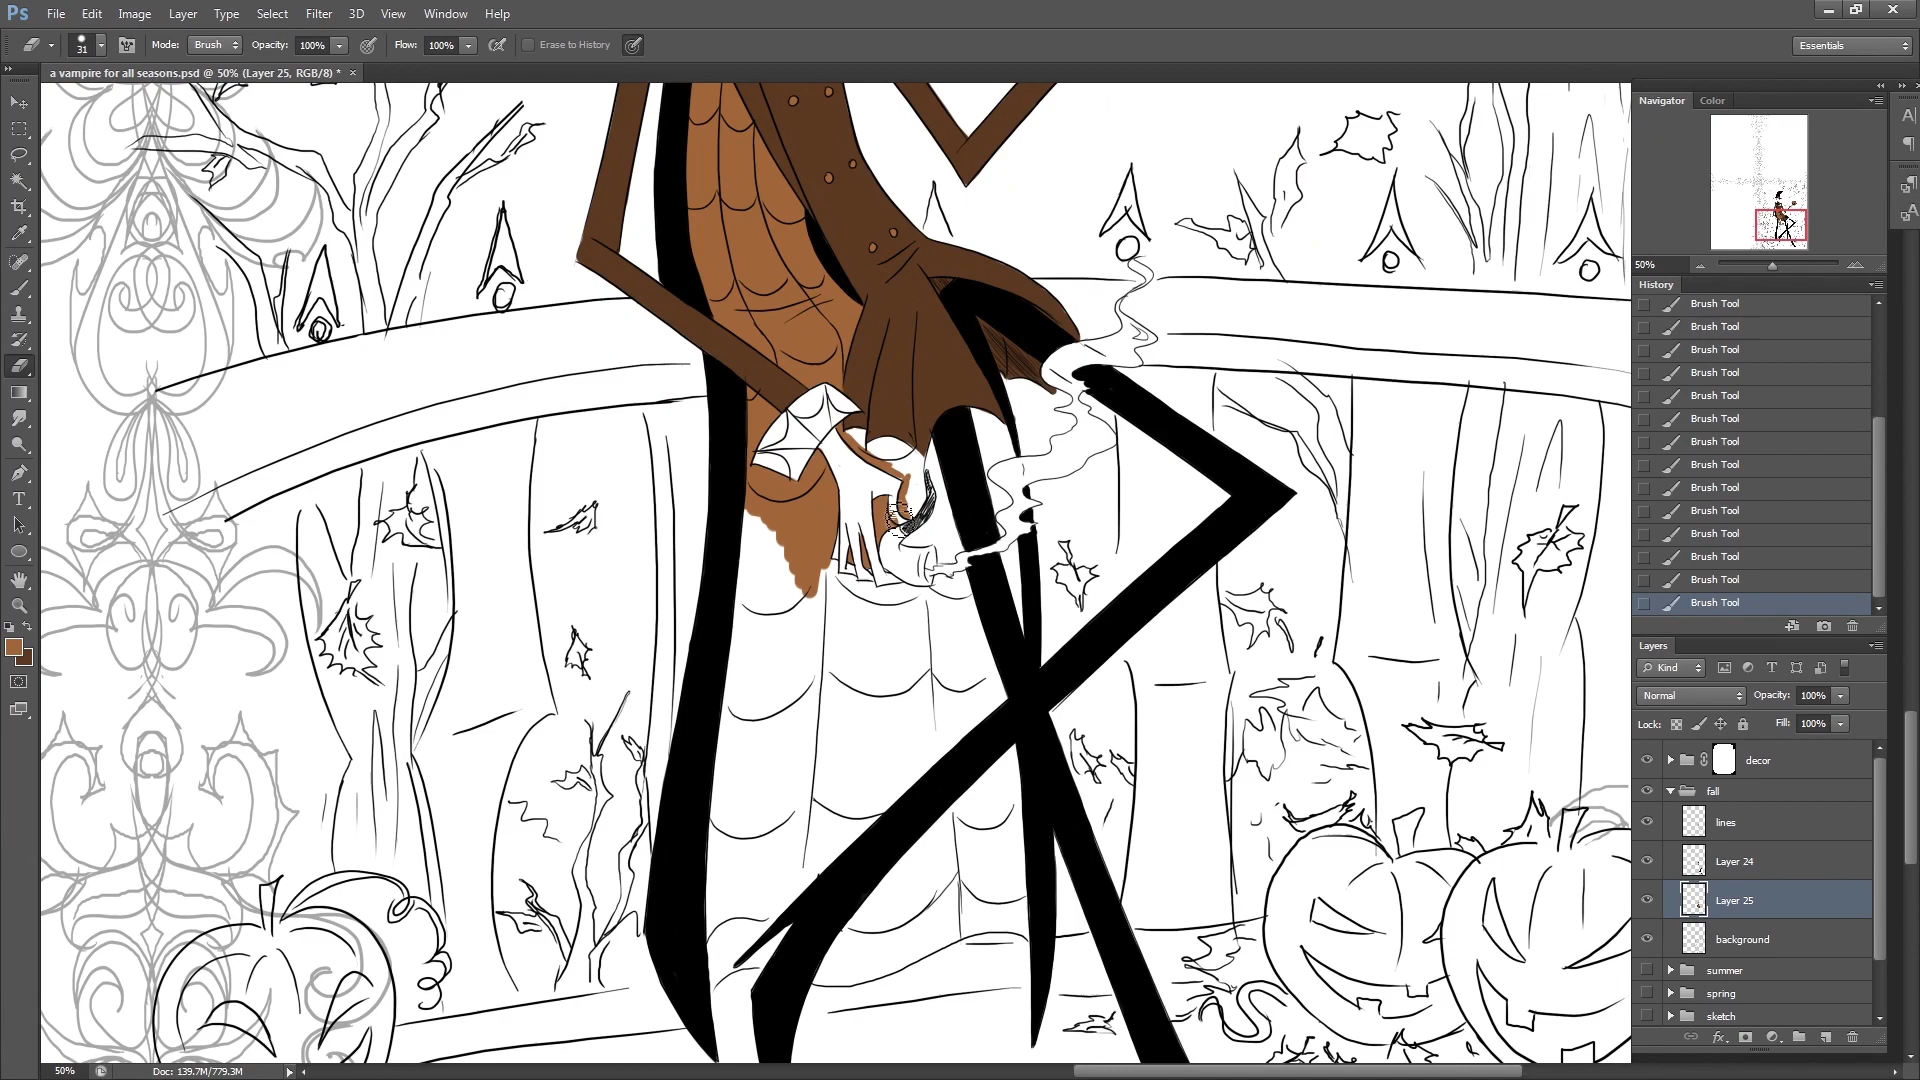 Ps File Edit Image Layer Type Select Filter 3D View Window Help
31 Mode: Brush Opacity: 100% Flow: 100% Erase to History Essentials
a vampire for all seasons.psd @ 50% (Layer 25, RGB/8) * ×
Navigator Color
50%
History
Brush Tool
Brush Tool
Brush Tool
Brush Tool
Brush Tool
Brush Tool
Brush Tool
Brush Tool
Brush Tool
Brush Tool
Brush Tool
Brush Tool
Brush Tool
Brush Tool
Layers
Kind
Normal Opacity: 100%
Lock: Fill: 100%
decor
fall
lines
Layer 24
Layer 25
background
summer
spring
sketch
fx
50% Doc: 139.7M/779.3M